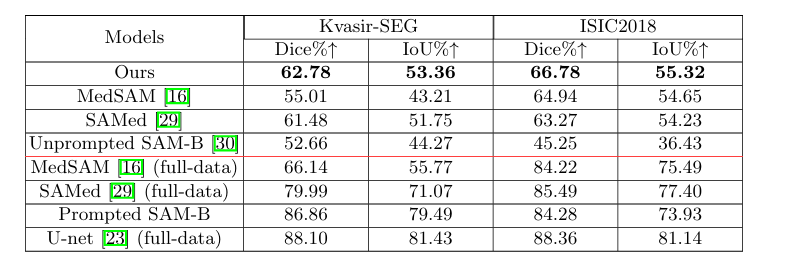 Models Kvasir-SEG ISIC2018
Dice%↑ IoU%↑ Dice%↑ IoU%↑
Ours 62.78 53.36 66.78 55.32
MedSAM [16] 55.01 43.21 64.94 54.65
SAMed [29] 61.48 51.75 63.27 54.23
Unprompted SAM-B [30] 52.66 44.27 45.25 36.43
MedSAM [16] (full-data) 66.14 55.77 84.22 75.49
SAMed [29] (full-data) 79.99 71.07 85.49 77.40
Prompted SAM-B 86.86 79.49 84.28 73.93
U-net [23] (full-data) 88.10 81.43 88.36 81.14